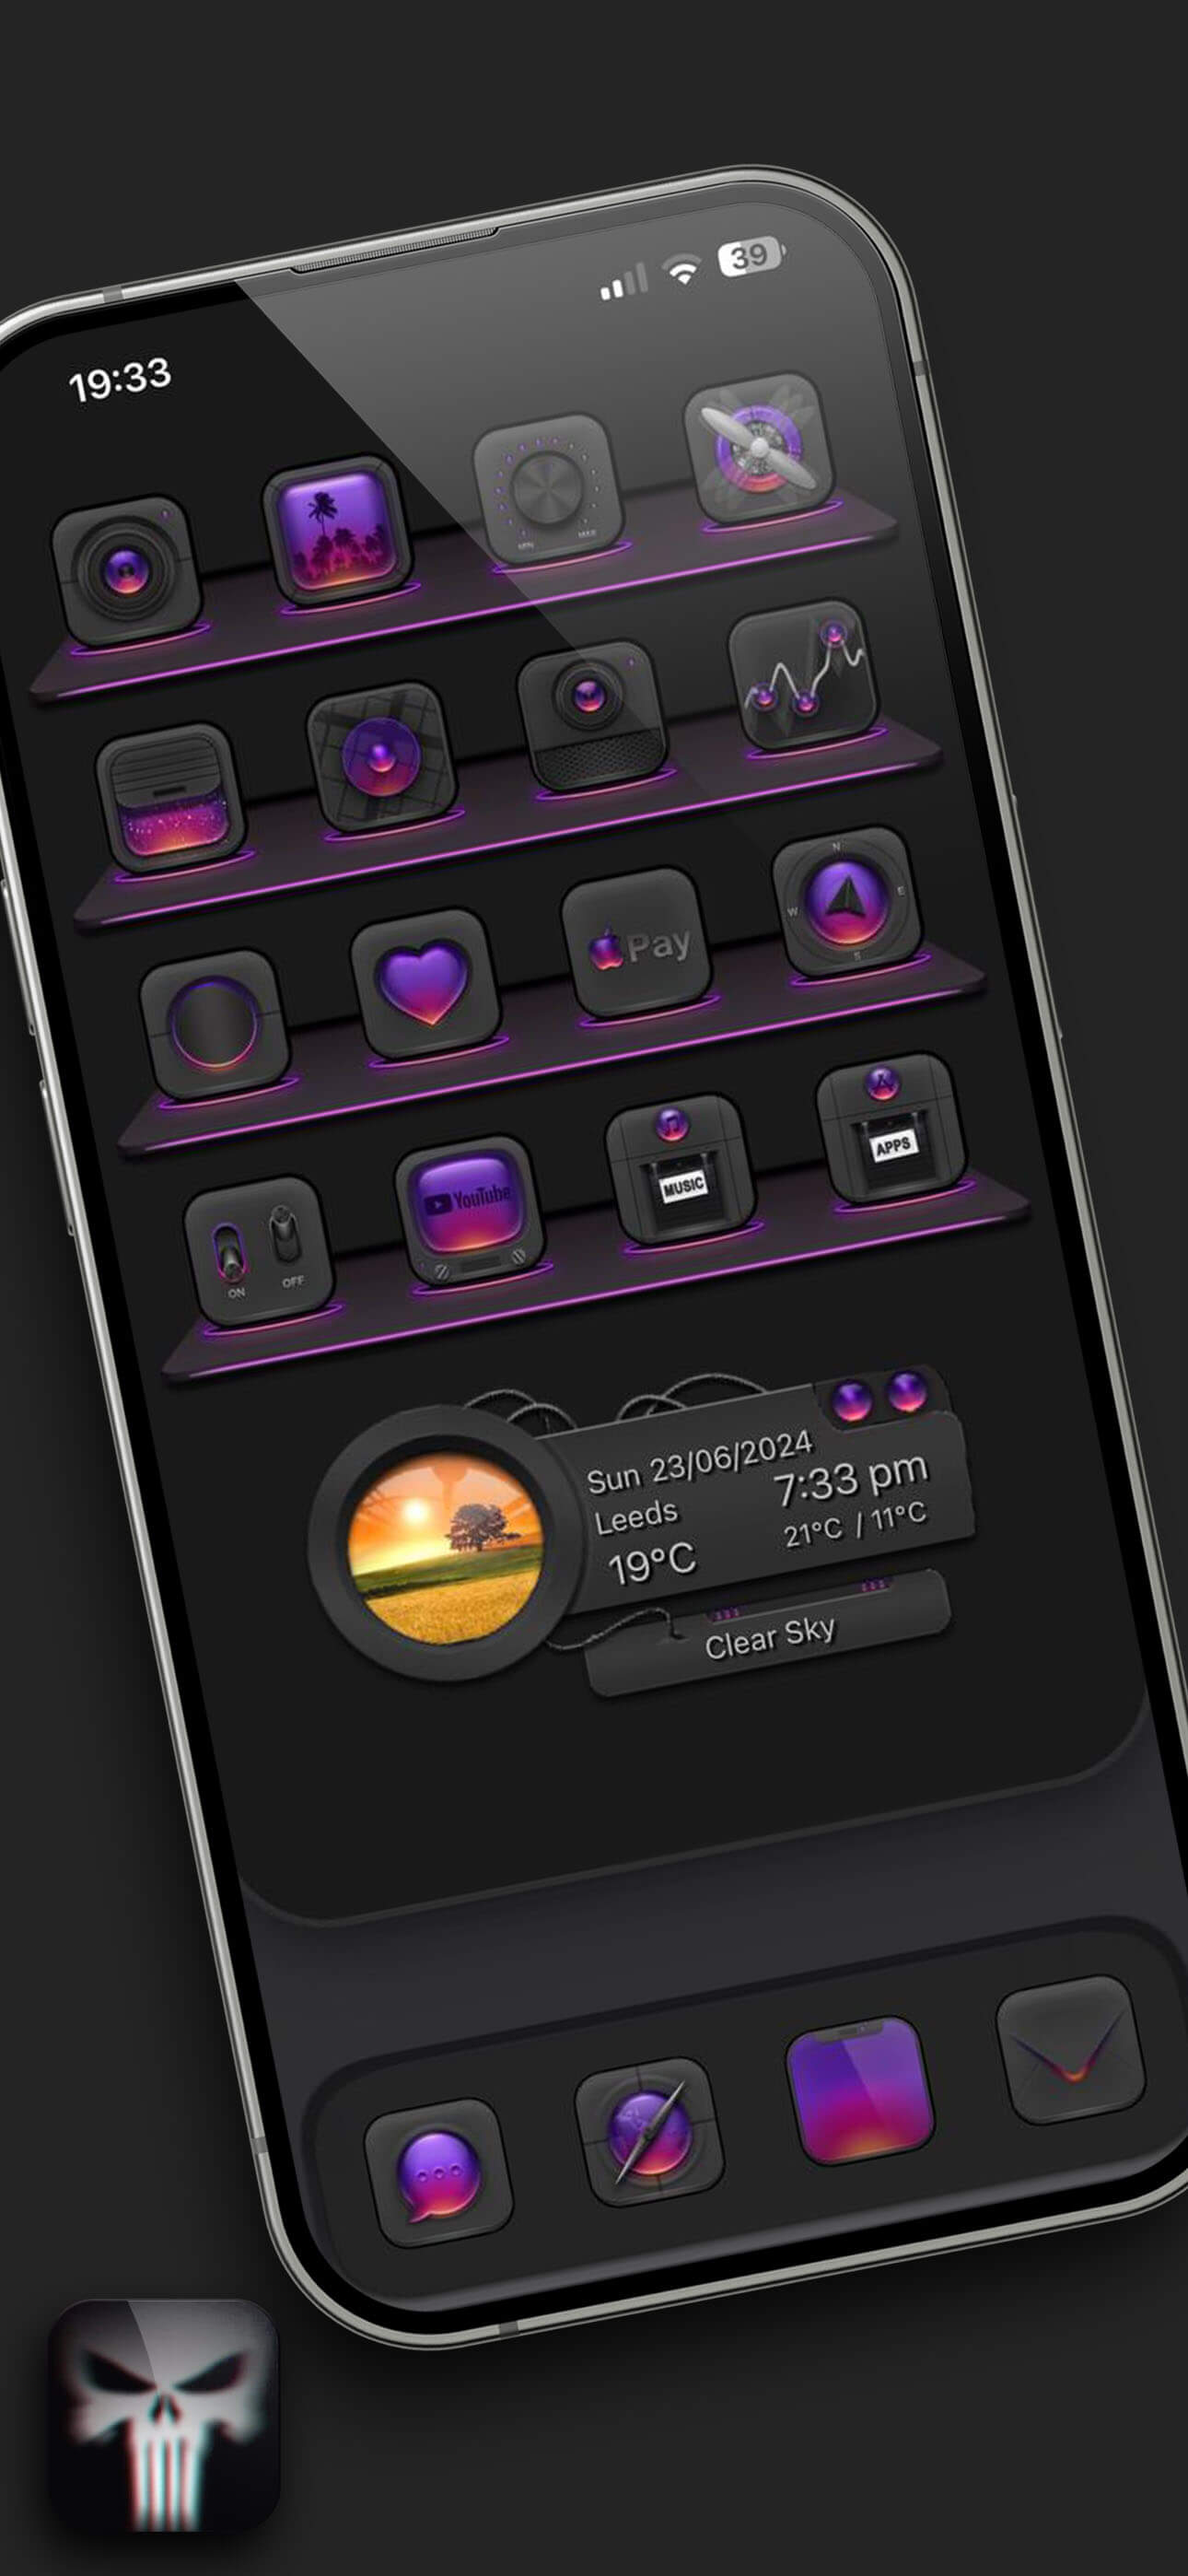 39
19:33
MIN MAX
N
W E
S
Pay
ON OFF
YouTube
MUSIC
APPS
Sun 23/06/2024
Leeds 7:33 pm
19°C 21°C / 11°C
Clear Sky